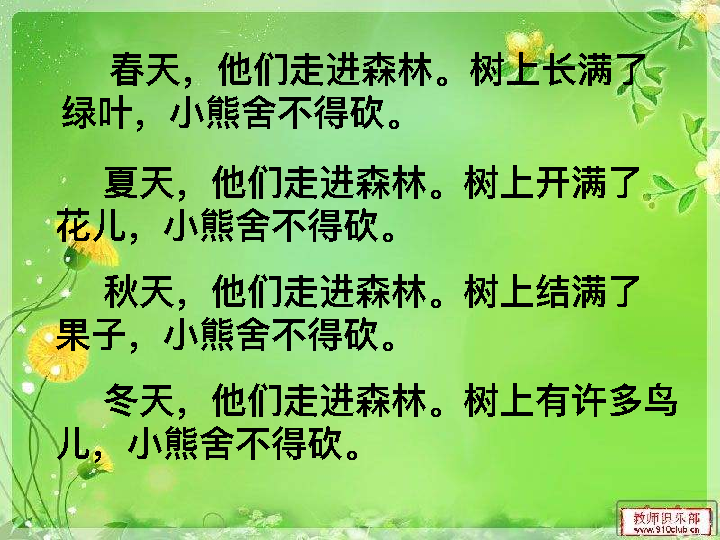 春天，他们走进森林。树上长满了
绿叶，小熊舍不得砍。
夏天，他们走进森林。树上开满了
花儿，小熊舍不得砍。
秋天，他们走进森林。树上结满了
果子，小熊舍不得砍。
冬天，他们走进森林。树上有许多鸟
儿，小熊舍不得砍。
教师俱乐部
www.910club.cn